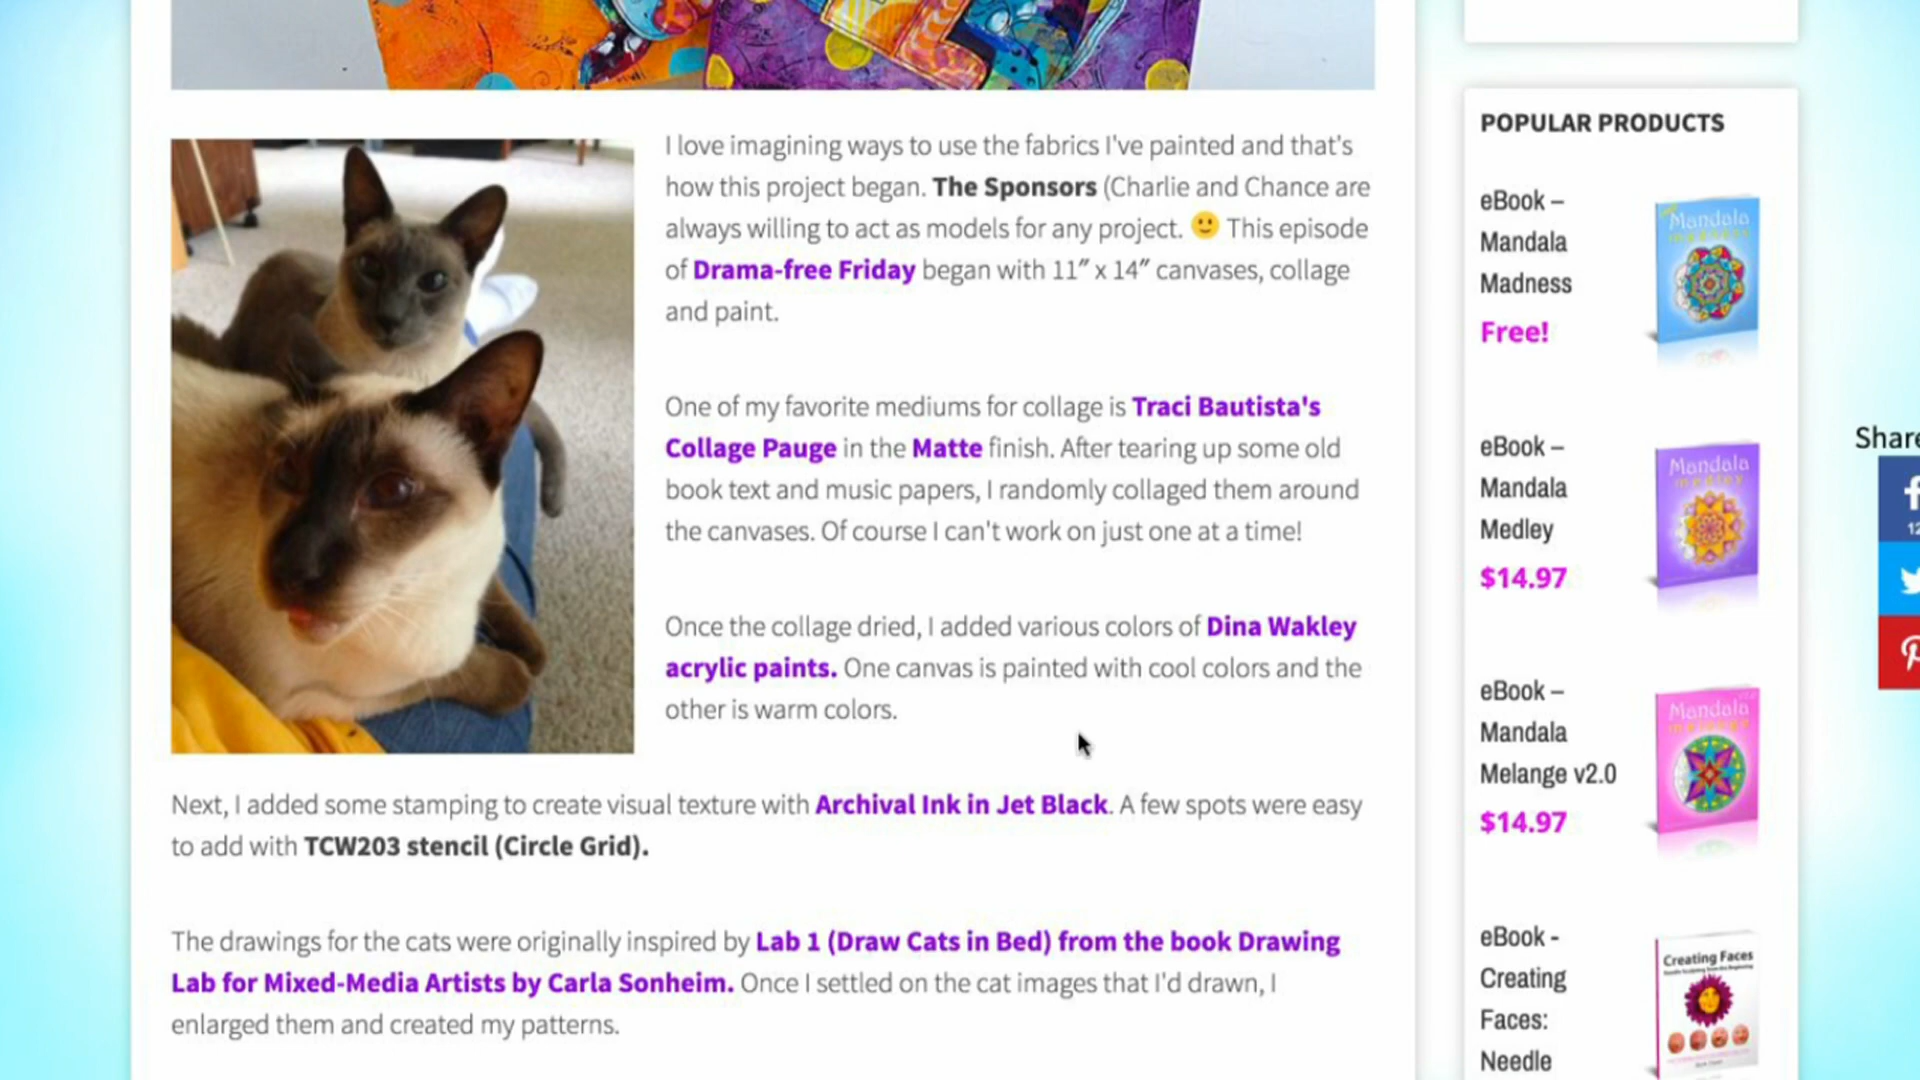 I love imagining ways to use the fabrics I've painted and that's
how this project began. The Sponsors (Charlie and Chance are
always willing to act as models for any project. 🙂 This episode
of Drama-free Friday began with 11″ x 14″ canvases, collage
and paint.
One of my favorite mediums for collage is Traci Bautista's
Collage Pauge in the Matte finish. After tearing up some old
book text and music papers, I randomly collaged them around
the canvases. Of course I can't work on just one at a time!
Once the collage dried, I added various colors of Dina Wakley
acrylic paints. One canvas is painted with cool colors and the
other is warm colors.
Next, I added some stamping to create visual texture with Archival Ink in Jet Black. A few spots were easy
to add with TCW203 stencil (Circle Grid).
The drawings for the cats were originally inspired by Lab 1 (Draw Cats in Bed) from the book Drawing
Lab for Mixed-Media Artists by Carla Sonheim. Once I settled on the cat images that I'd drawn, I
enlarged them and created my patterns.
POPULAR PRODUCTS
eBook –
Mandala
Madness
Free!
Mandala
eBook –
Mandala
Medley
$14.97
Mandala
medley
eBook –
Mandala
Melange v2.0
$14.97
Mandala
melange
eBook -
Creating
Faces:
Needle
Creating Faces
Share
12